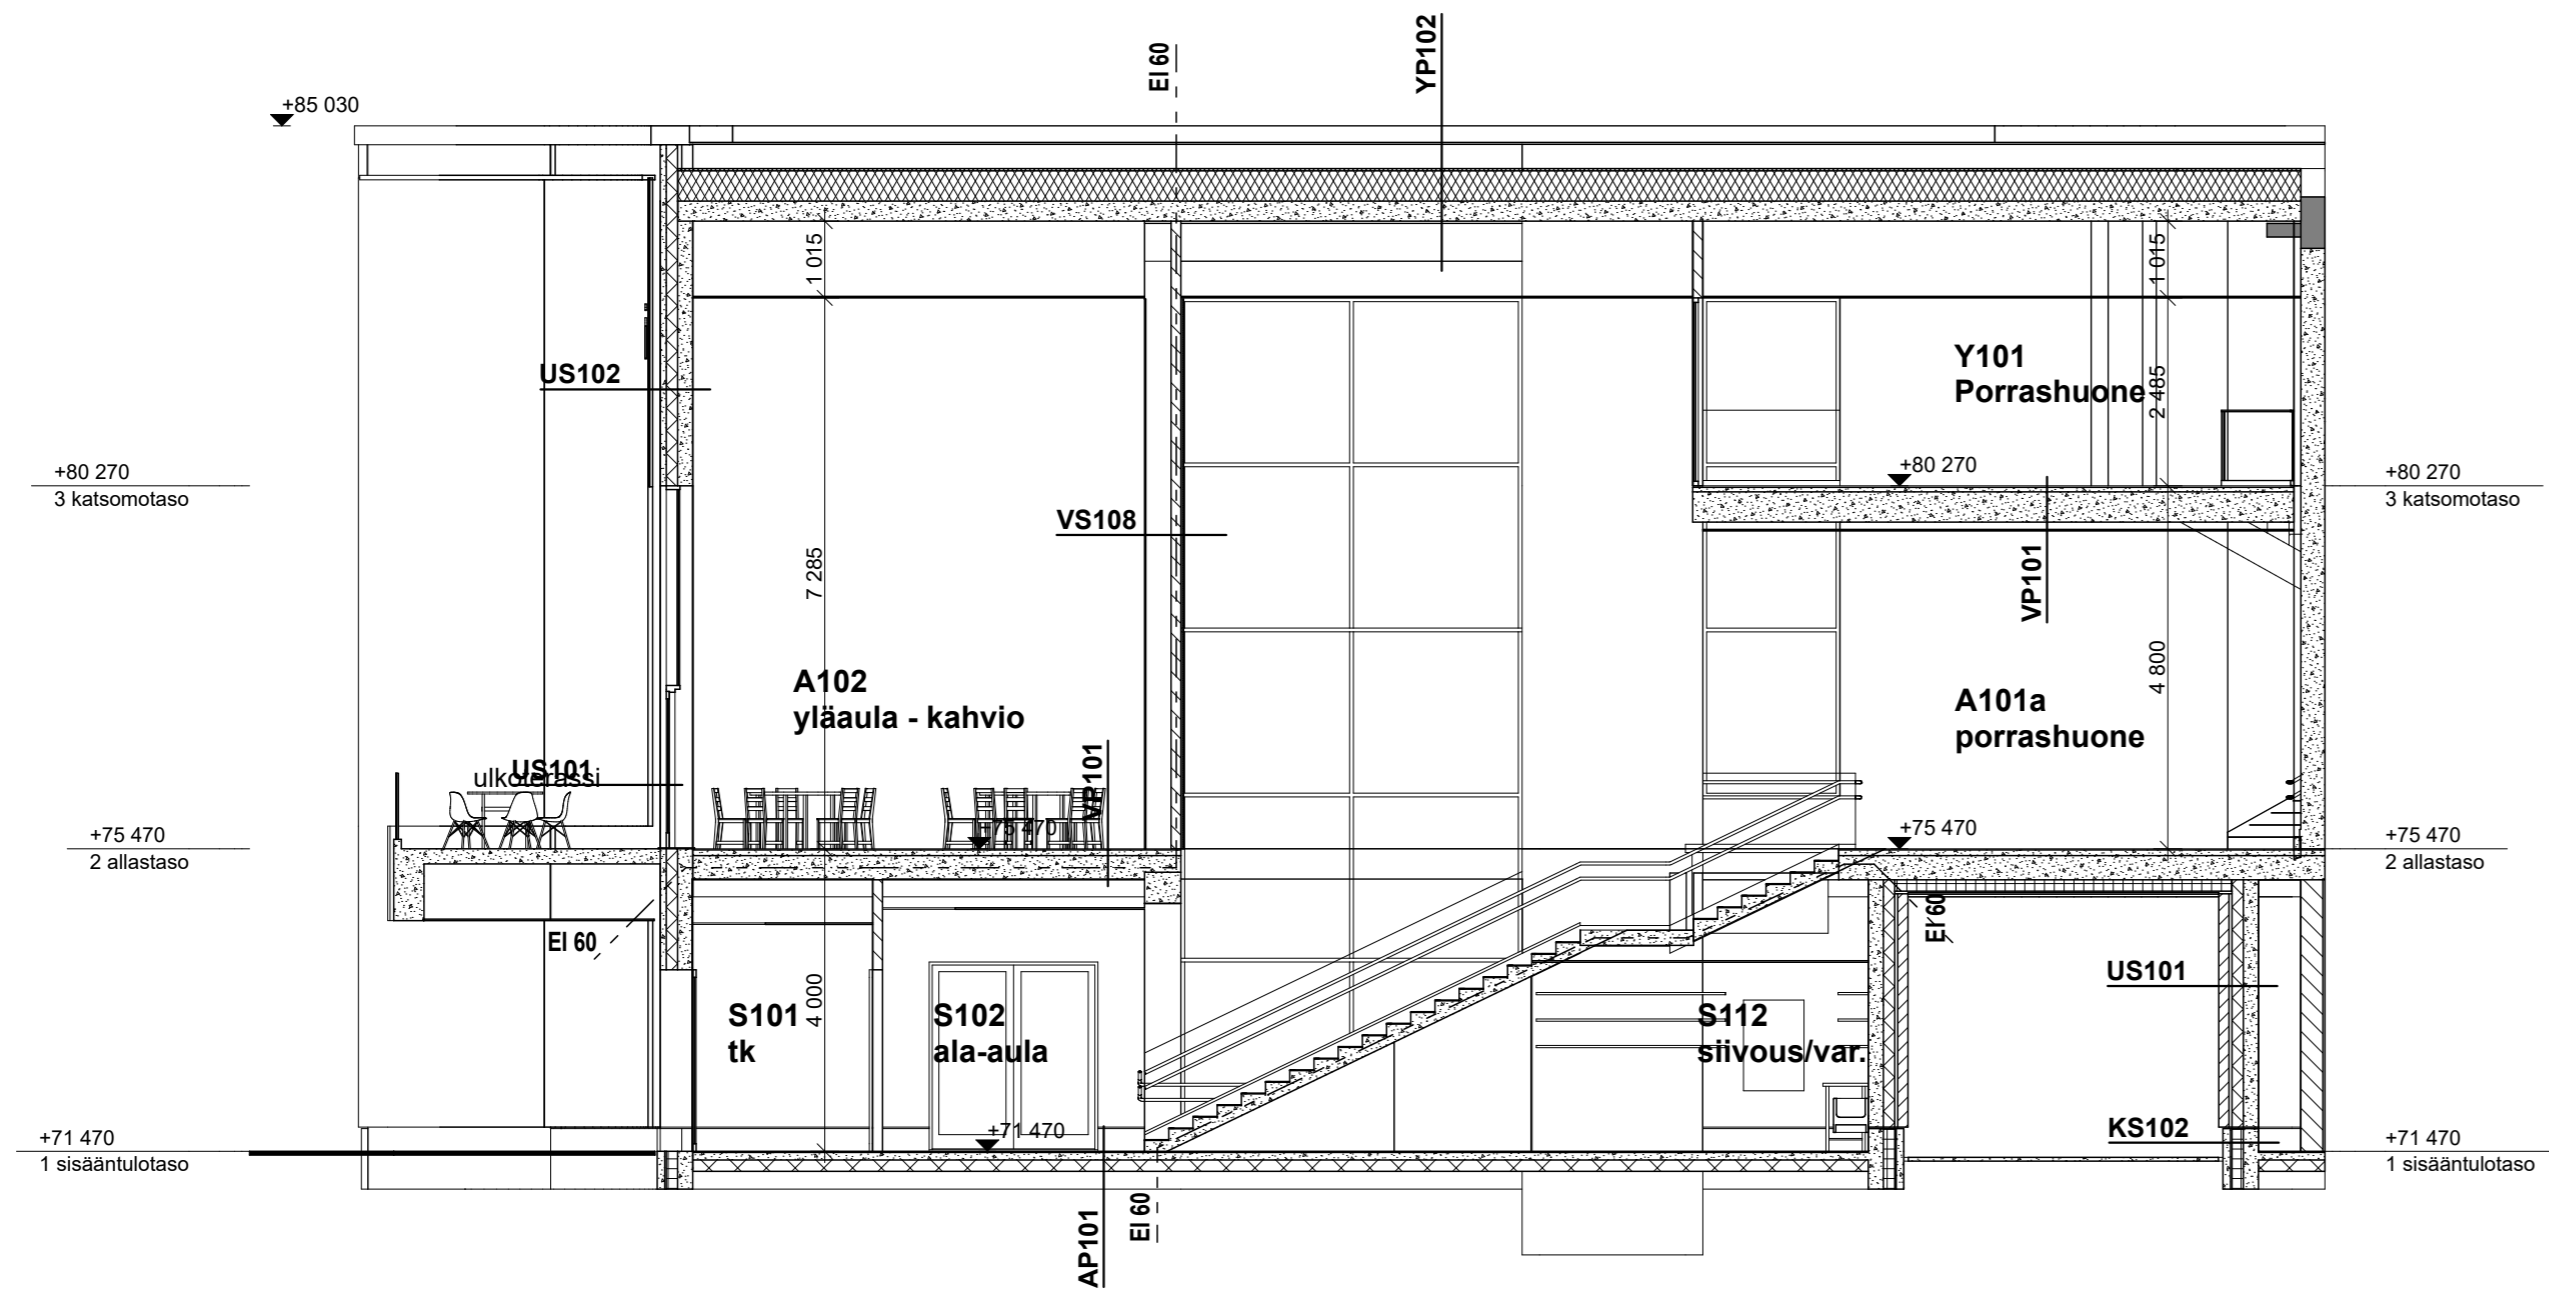 YP102
EI 60
+85 030
1 015
1 015
Y101
Porrashuone
2 485
US102
+80 270
3 katsomotaso
+80 270
+80 270
3 katsomotaso
VS108
7 285
VP101
4 800
A102
yläaula - kahvio
A101a
porrashuone
US101
ulkoterassi
VP101
+75 470
2 allastaso
+75 470
+75 470
+75 470
2 allastaso
EI 60
EI 60
US101
4 000
S101
tk
S102
ala-aula
S112
siivous/var.
KS102
+71 470
1 sisääntulotaso
+71 470
+71 470
1 sisääntulotaso
AP101
EI 60